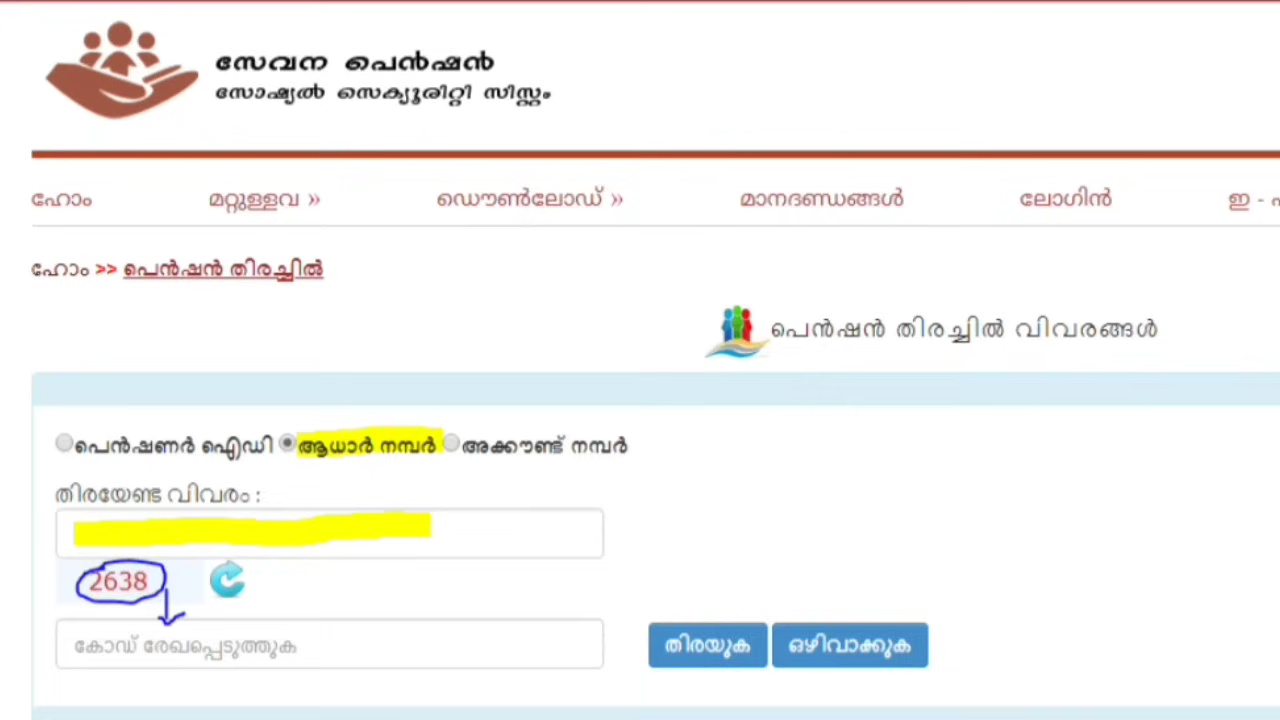 സേവന പെൻഷൻ
സോഷ്യൽ സെക്യൂരിറ്റി സിസ്റ്റം
ഹോം മറ്റുള്ളവ » ഡൌൺലോഡ് » മാനദണ്ഡങ്ങൾ ലോഗിൻ ഇ -
ഹോം >> പെൻഷൻ തിരച്ചിൽ
പെൻഷൻ തിരച്ചിൽ വിവരങ്ങൾ
പെൻഷണർ ഐഡി ആധാർ നമ്പർ അക്കൗണ്ട് നമ്പർ
തിരയേണ്ട വിവരം :
2638
കോഡ് രേഖപ്പെടുത്തുക തിരയുക ഒഴിവാക്കുക